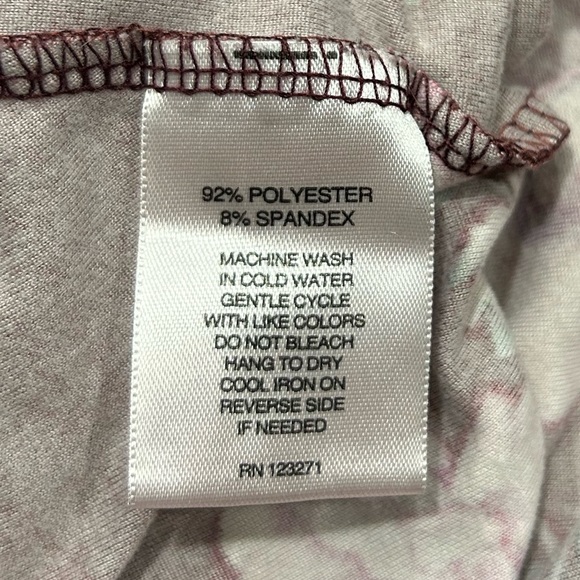 92% POLYESTER
8% SPANDEX
MACHINE WASH
IN COLD WATER
GENTLE CYCLE
WITH LIKE COLORS
DO NOT BLEACH
HANG TO DRY
COOL IRON ON
REVERSE SIDE
IF NEEDED
RN 123271